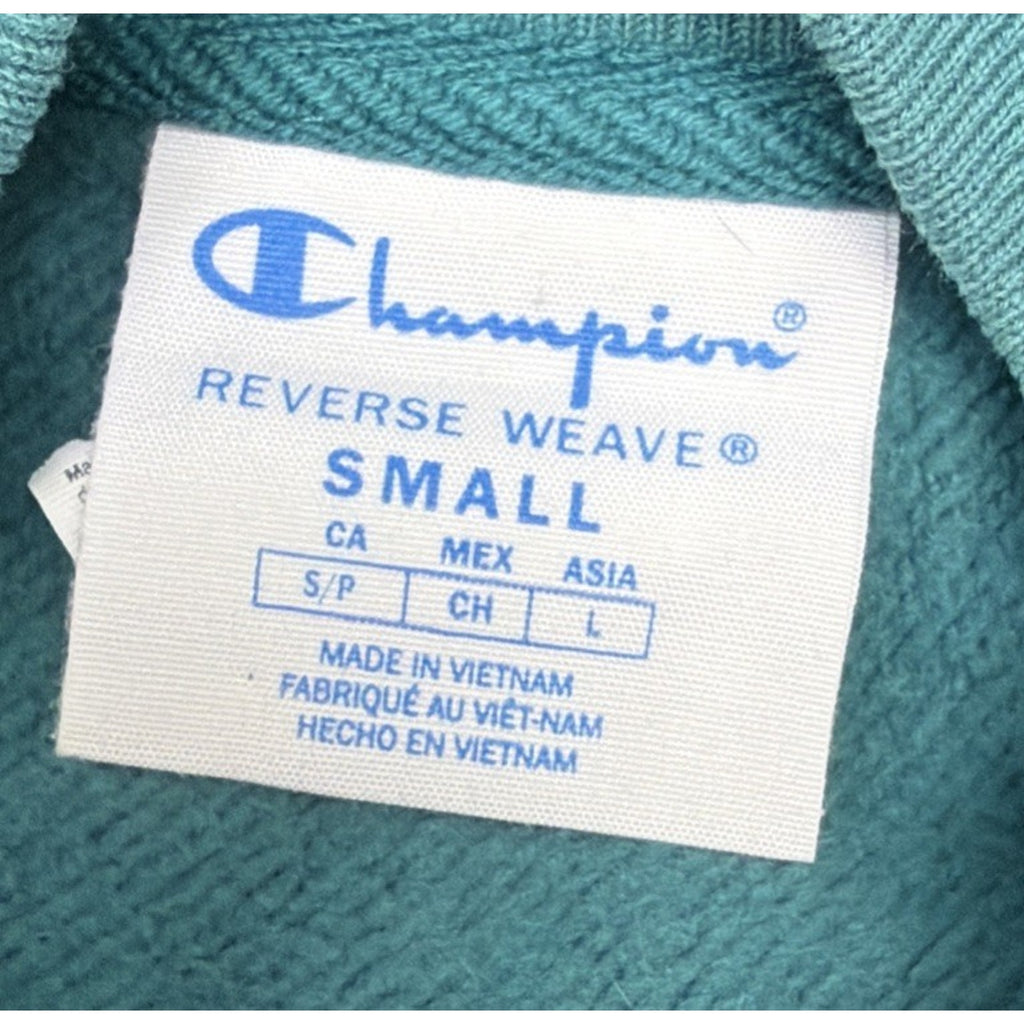 Champion®
REVERSE WEAVE®
SMALL
CA MEX ASIA
S/P CH L
MADE IN VIETNAM
FABRIQUÉ AU VIÊT-NAM
HECHO EN VIETNAM